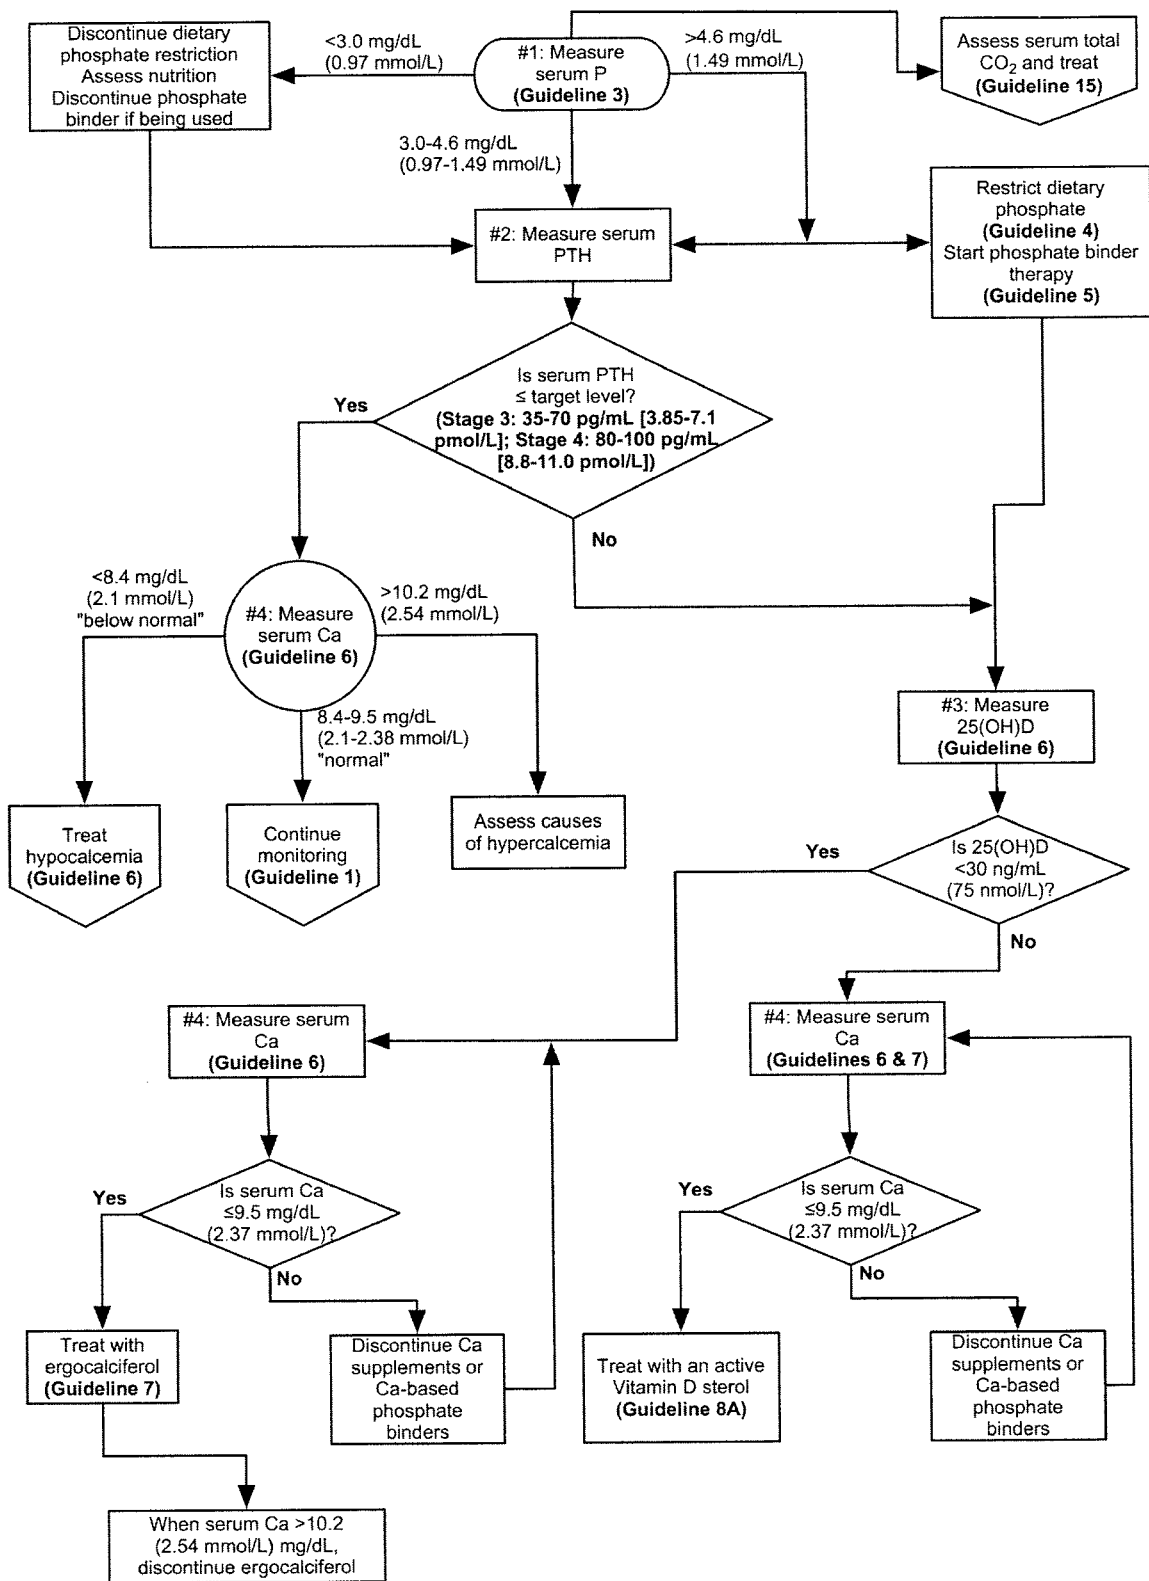 Discontinue dietary
phosphate restriction
Assess nutrition
Discontinue phosphate
binder if being used
<3.0 mg/dL
(0.97 mmol/L)
#1: Measure
serum P
(Guideline 3)
>4.6 mg/dL
(1.49 mmol/L)
Assess serum total
CO₂ and treat
(Guideline 15)
3.0-4.6 mg/dL
(0.97-1.49 mmol/L)
#2: Measure serum
PTH
Restrict dietary
phosphate
(Guideline 4)
Start phosphate binder
therapy
(Guideline 5)
Is serum PTH
≤ target level?
(Stage 3: 35-70 pg/mL [3.85-7.1
pmol/L]; Stage 4: 80-100 pg/mL
[8.8-11.0 pmol/L])
Yes
No
<8.4 mg/dL
(2.1 mmol/L)
"below normal"
#4: Measure
serum Ca
(Guideline 6)
>10.2 mg/dL
(2.54 mmol/L)
8.4-9.5 mg/dL
(2.1-2.38 mmol/L)
"normal"
#3: Measure
25(OH)D
(Guideline 6)
Treat
hypocalcemia
(Guideline 6)
Continue
monitoring
(Guideline 1)
Assess causes
of hypercalcemia
Yes
Is 25(OH)D
<30 ng/mL
(75 nmol/L)?
No
#4: Measure serum
Ca
(Guideline 6)
#4: Measure serum
Ca
(Guidelines 6 & 7)
Yes
Is serum Ca
≤9.5 mg/dL
(2.37 mmol/L)?
No
Yes
Is serum Ca
≤9.5 mg/dL
(2.37 mmol/L)?
No
Treat with
ergocalciferol
(Guideline 7)
Discontinue Ca
supplements or
Ca-based
phosphate
binders
Treat with an active
Vitamin D sterol
(Guideline 8A)
Discontinue Ca
supplements or
Ca-based
phosphate
binders
When serum Ca >10.2
(2.54 mmol/L) mg/dL,
discontinue ergocalciferol